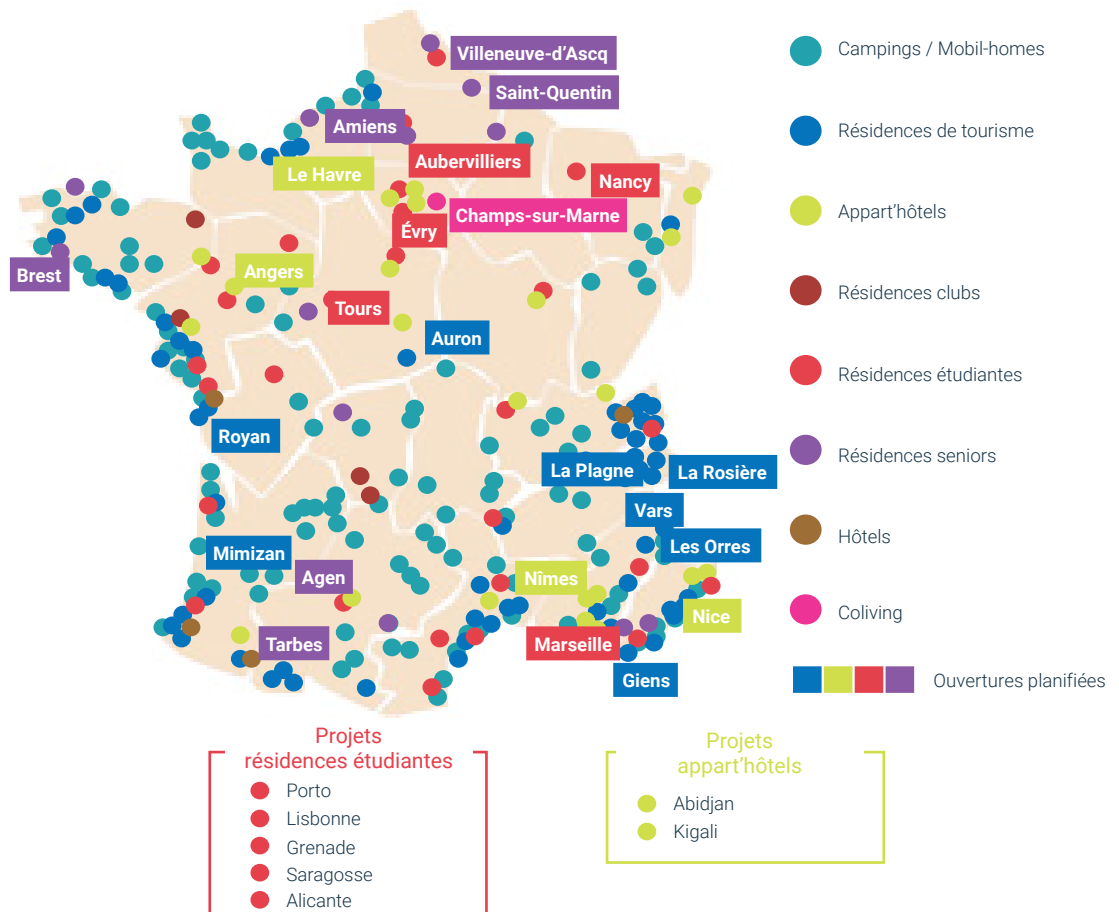 Villeneuve-d'Ascq
Saint-Quentin
Amiens
Aubervilliers
Le Havre
Nancy
Champs-sur-Marne
Évry
Brest
Angers
Tours
Auron
Royan
La Plagne
La Rosière
Vars
Mimizan
Les Orres
Agen
Nîmes
Nice
Tarbes
Marseille
Giens
Campings / Mobil-homes
Résidences de tourisme
Appart'hôtels
Résidences clubs
Résidences étudiantes
Résidences seniors
Hôtels
Coliving
Ouvertures planifiées
Projets
résidences étudiantes
Porto
Lisbonne
Grenade
Saragosse
Alicante
Projets
appart'hôtels
Abidjan
Kigali